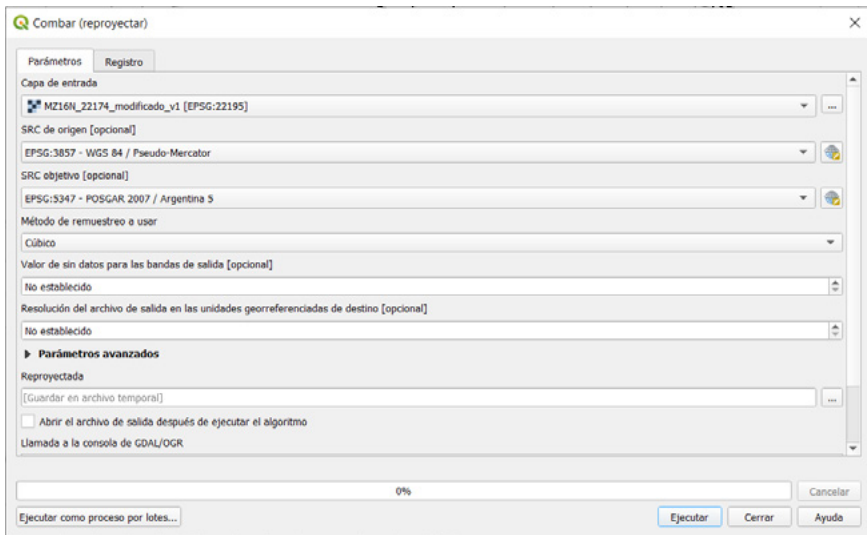 Combar (reproyectar)
Parámetros Registro
Capa de entrada
MZ16N_22174_modificado_v1 [EPSG:22195]
...
SRC de origen [opcional]
EPSG:3857 - WGS 84 / Pseudo-Mercator
SRC objetivo [opcional]
EPSG:5347 - POSGAR 2007 / Argentina 5
Método de remuestreo a usar
Cúbico
Valor de sin datos para las bandas de salida [opcional]
No establecido
Resolución del archivo de salida en las unidades georreferenciadas de destino [opcional]
No establecido
Parámetros avanzados
Reproyectada
[Guardar en archivo temporal]
...
Abrir el archivo de salida después de ejecutar el algoritmo
Llamada a la consola de GDAL/OGR
0% Cancelar
Ejecutar como proceso por lotes... Ejecutar Cerrar Ayuda